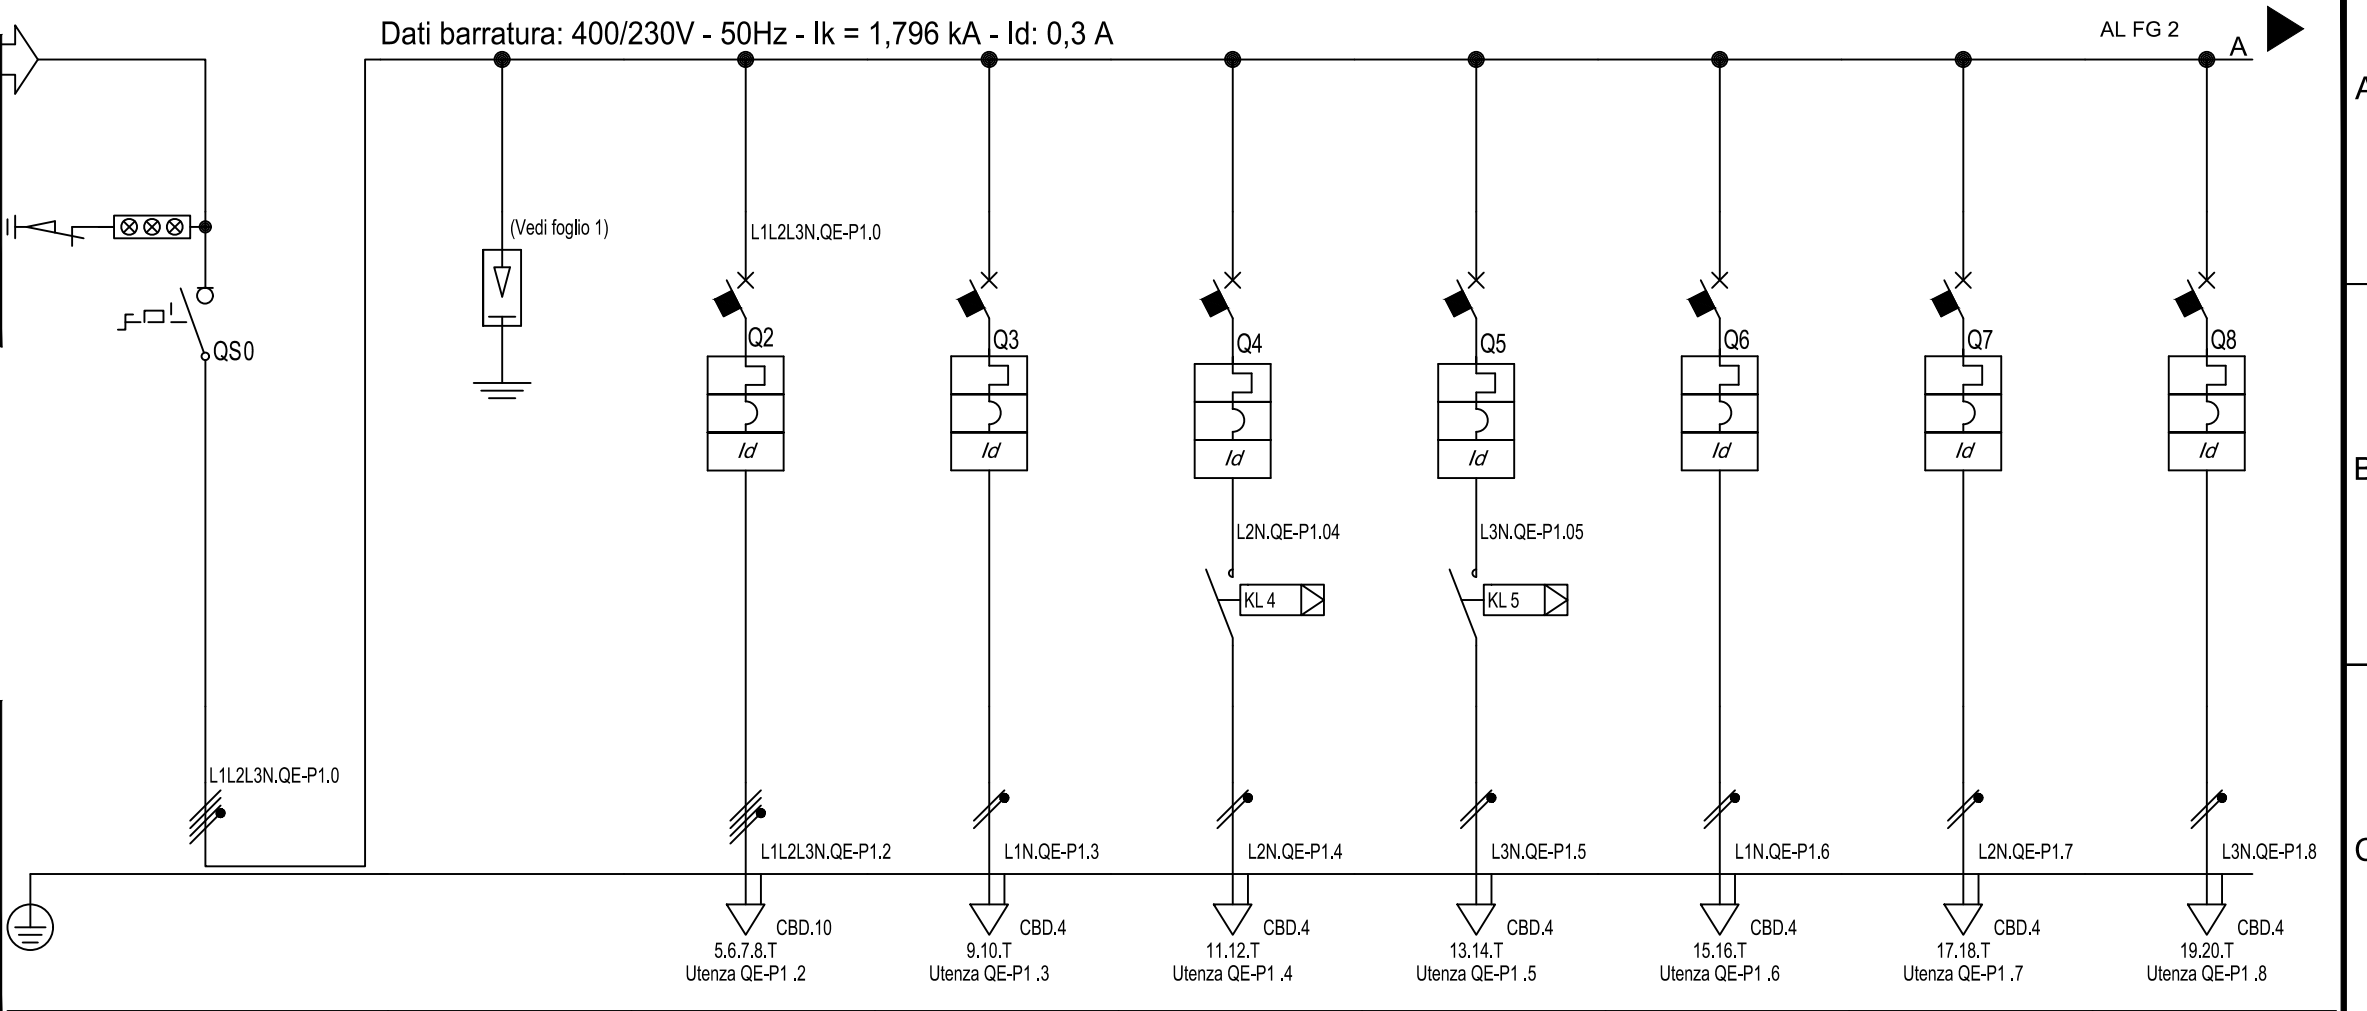 Dati barratura: 400/230V - 50Hz - Ik = 1,796 kA - Id: 0,3 A
AL FG 2
A
A
(Vedi foglio 1)
L1L2L3N.QE-P1.0
QS0
Q2
Q3
Q4
Q5
Q6
Q7
Q8
Id
Id
Id
Id
Id
Id
Id
B
L2N.QE-P1.04
L3N.QE-P1.05
KL 4
KL 5
L1L2L3N.QE-P1.0
L1L2L3N.QE-P1.2
L1N.QE-P1.3
L2N.QE-P1.4
L3N.QE-P1.5
L1N.QE-P1.6
L2N.QE-P1.7
L3N.QE-P1.8
C
CBD.10
CBD.4
CBD.4
CBD.4
CBD.4
CBD.4
CBD.4
5.6.7.8.T
9.10.T
11.12.T
13.14.T
15.16.T
17.18.T
19.20.T
Utenza QE-P1 .2
Utenza QE-P1 .3
Utenza QE-P1 .4
Utenza QE-P1 .5
Utenza QE-P1 .6
Utenza QE-P1 .7
Utenza QE-P1 .8